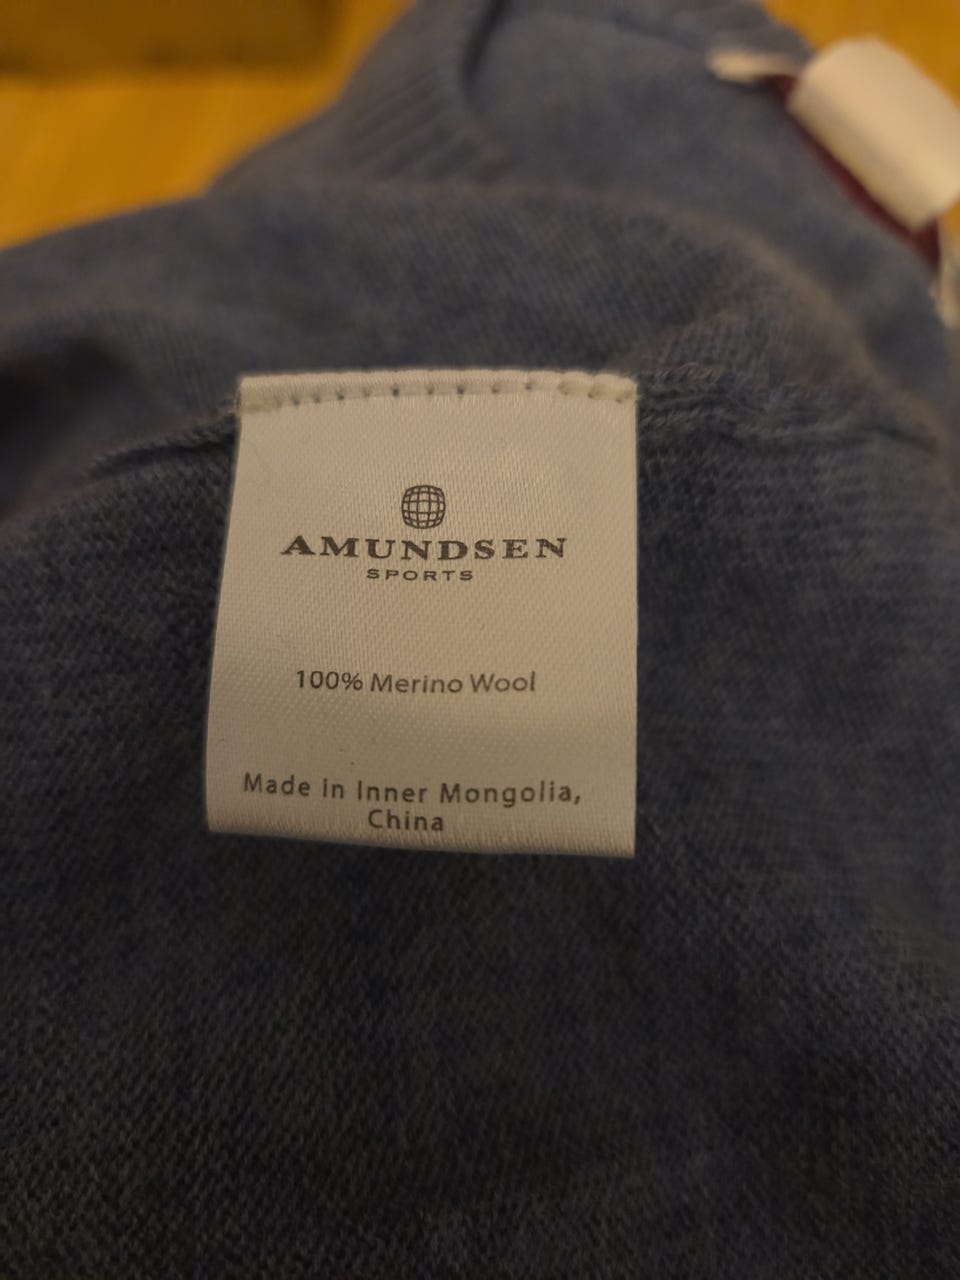 AMUNDSEN
SPORTS
100% Merino Wool
Made in Inner Mongolia,
China